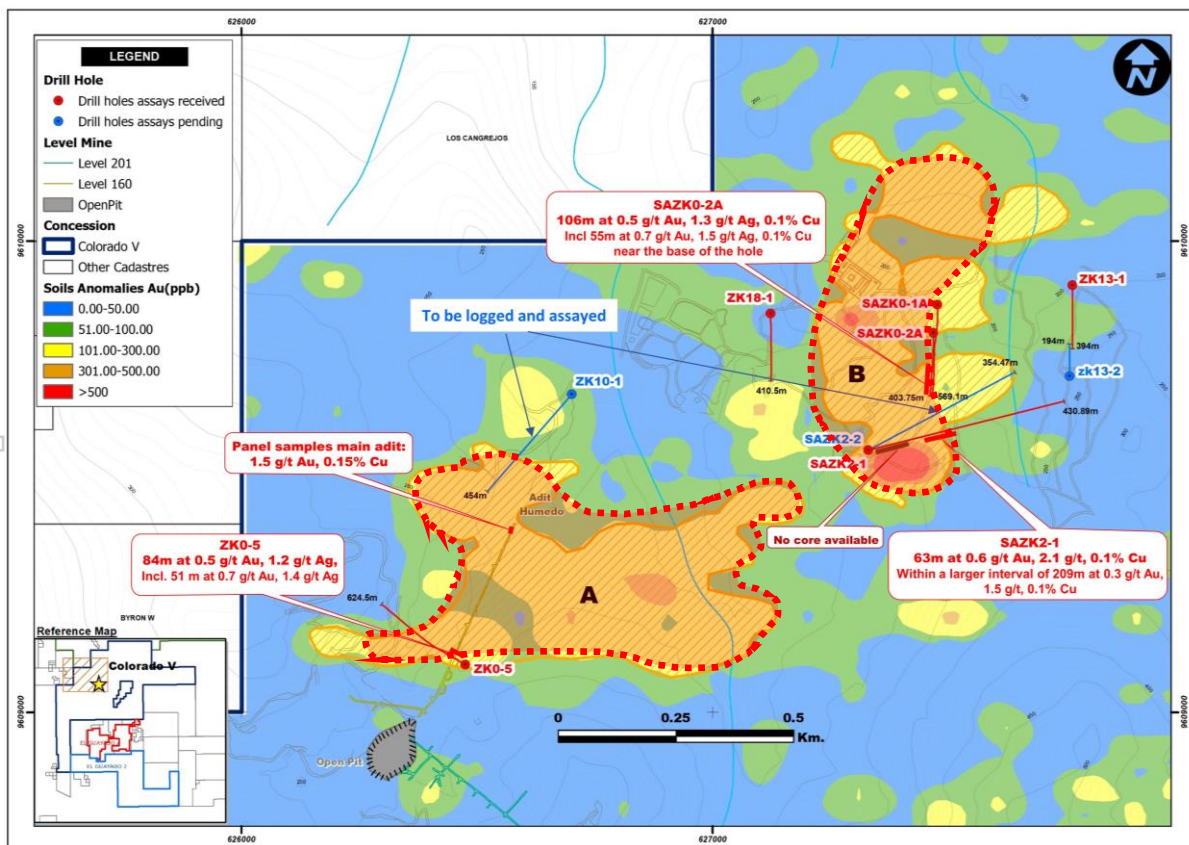 626000
627000
LEGEND
Drill Hole
Drill holes assays received
Drill holes assays pending
Level Mine
Level 201
Level 160
OpenPit
Concession
Colorado V
Other Cadastres
Soils Anomalies Au(ppb)
0.00-50.00
51.00-100.00
101.00-300.00
301.00-500.00
>500
N
LOS CANGREJOS
9610000
9610000
SAZK0-2A
106m at 0.5 g/t Au, 1.3 g/t Ag, 0.1% Cu
Incl 55m at 0.7 g/t Au, 1.5 g/t Ag, 0.1% Cu
near the base of the hole
To be logged and assayed
ZK18-1
410.5m
SAZK0-1A
SAZK0-2A
ZK13-1
194m
394m
zk13-2
354.47m
B
403.75m
569.1m
430.89m
ZK10-1
454m
SAZK2-2
SAZK2-1
Panel samples main adit:
1.5 g/t Au, 0.15% Cu
Adit
Humedo
No core available
SAZK2-1
63m at 0.6 g/t Au, 2.1 g/t, 0.1% Cu
Within a larger interval of 209m at 0.3 g/t Au,
1.5 g/t, 0.1% Cu
ZK0-5
84m at 0.5 g/t Au, 1.2 g/t Ag,
Incl. 51 m at 0.7 g/t Au, 1.4 g/t Ag
624.5m
A
ZK0-5
BYRON W
Reference Map
Colorado V
EL GUAYABO 2
9609000
9609000
0
0.25
0.5
Km.
Open Pit
626000
627000